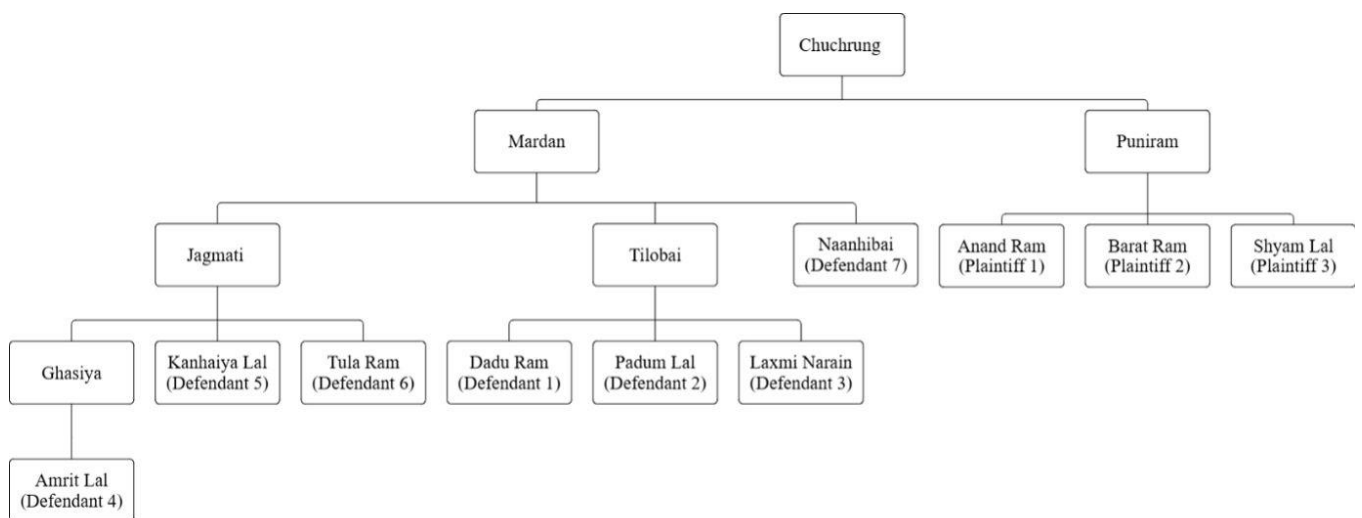 Chuchrung
Mardan
Puniram
Jagmati
Tilobai
Naanhibai
(Defendant 7)
Anand Ram
(Plaintiff 1)
Barat Ram
(Plaintiff 2)
Shyam Lal
(Plaintiff 3)
Ghasiya
Kanhaiya Lal
(Defendant 5)
Tula Ram
(Defendant 6)
Dadu Ram
(Defendant 1)
Padum Lal
(Defendant 2)
Laxmi Narain
(Defendant 3)
Amrit Lal
(Defendant 4)